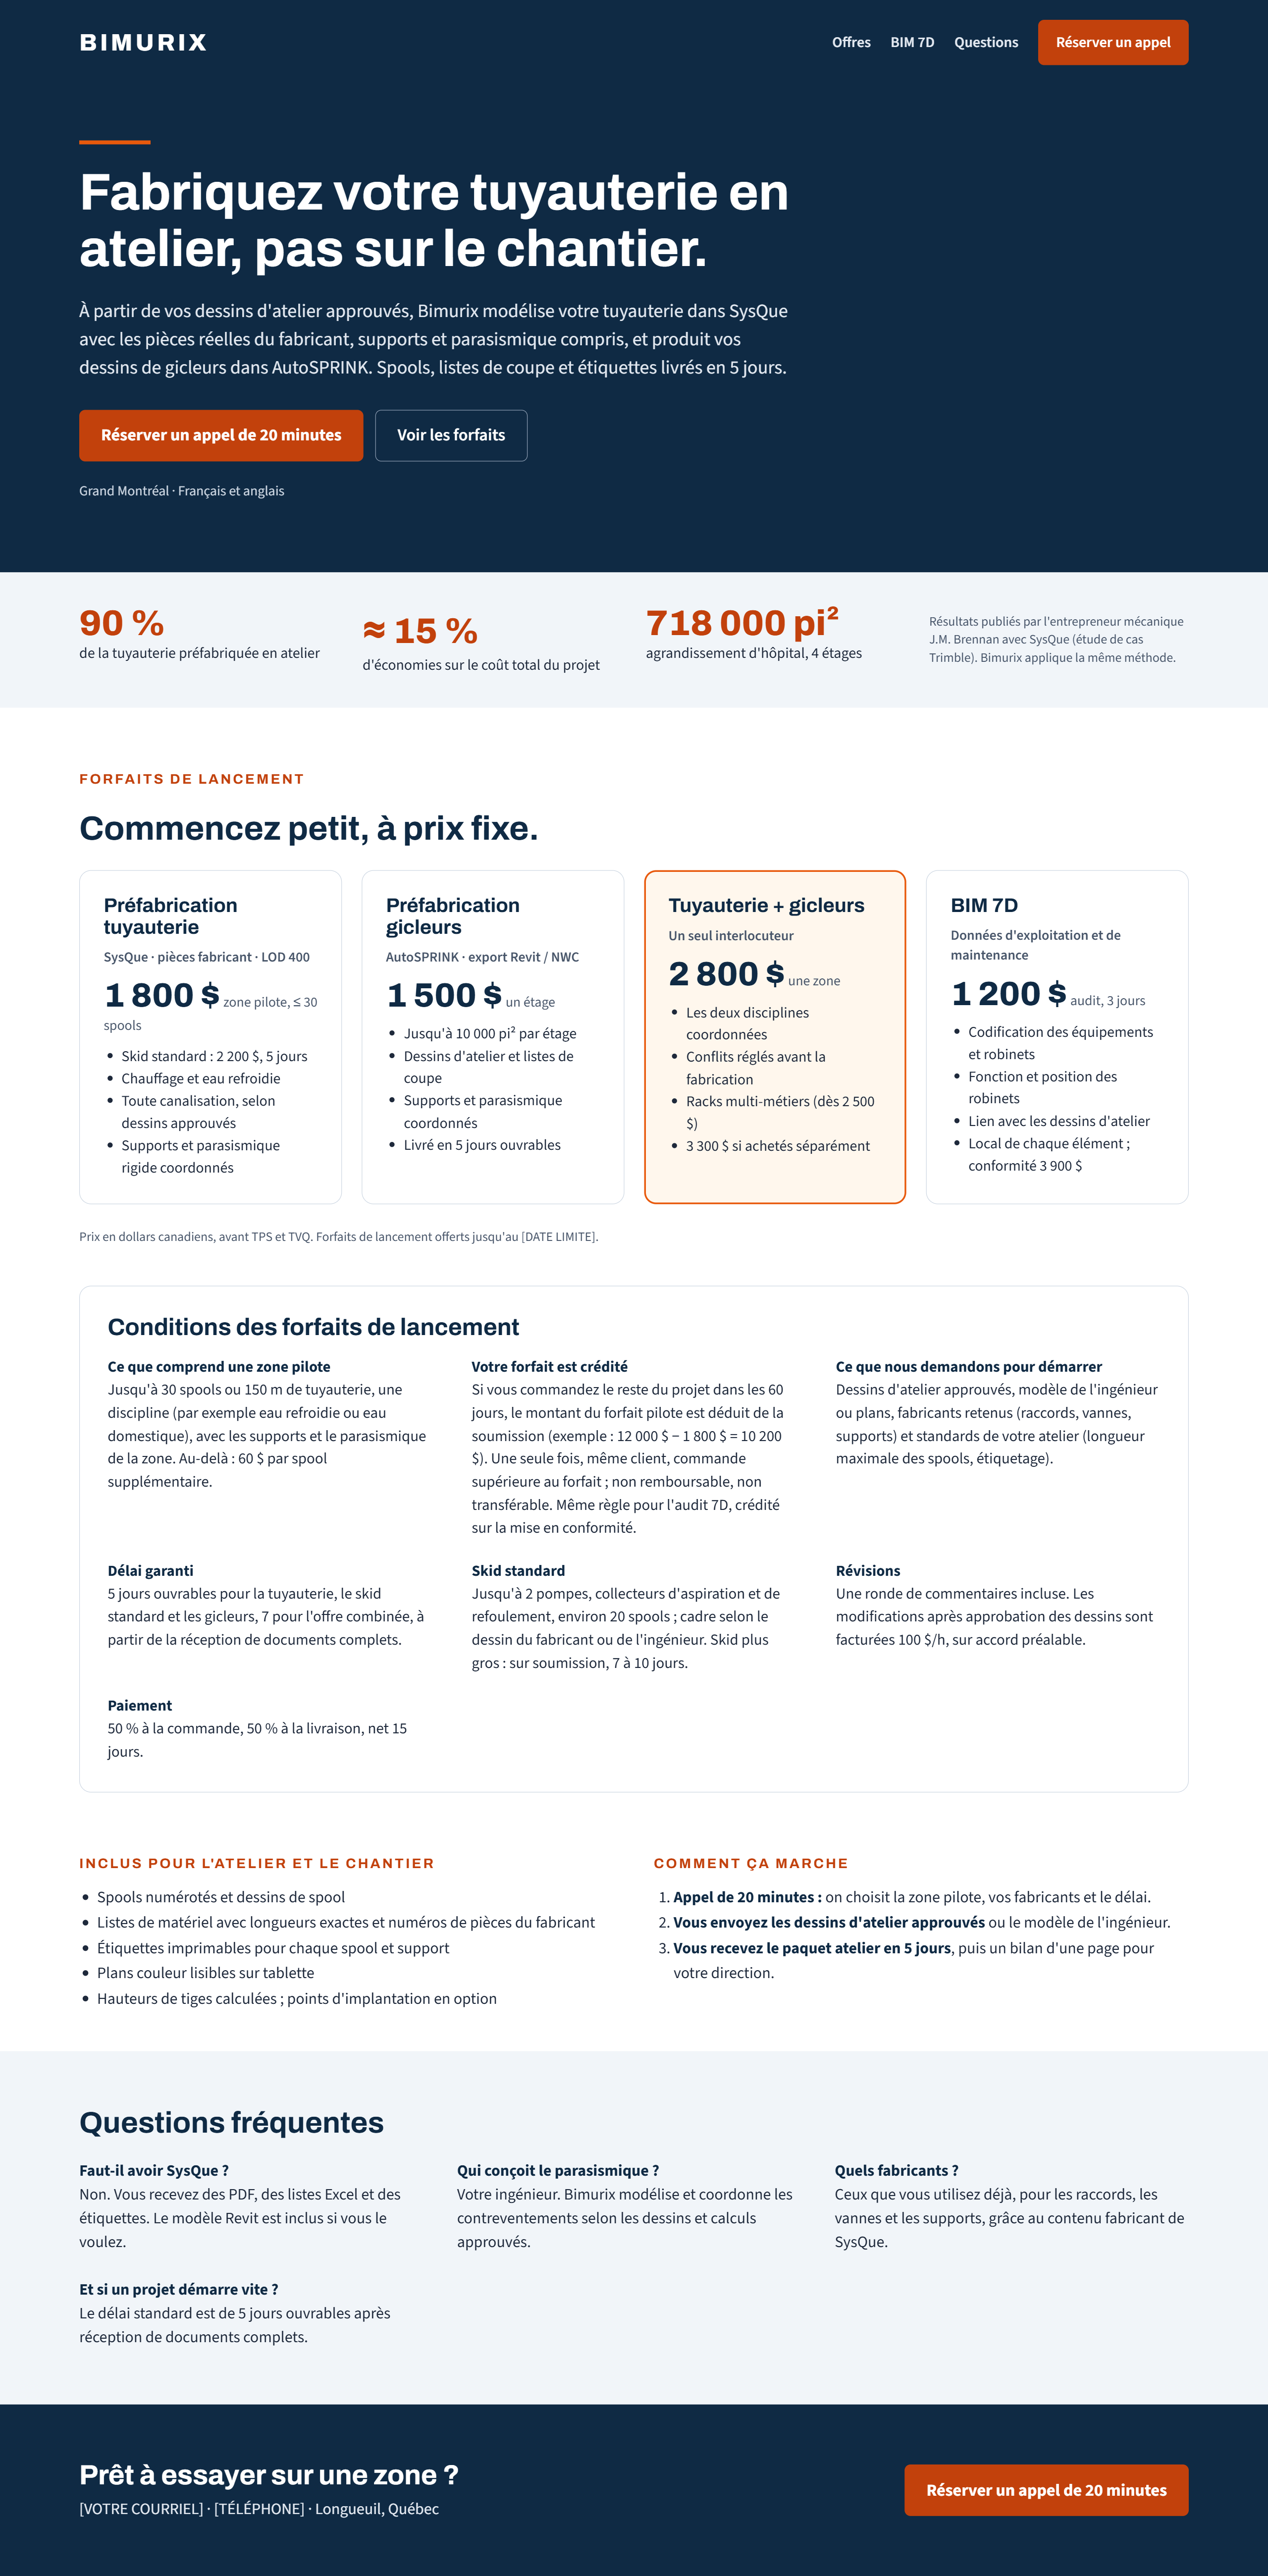 BIMURIX
Offres
BIM 7D
Questions
Réserver un appel
Fabriquez votre tuyauterie en
atelier, pas sur le chantier.
À partir de vos dessins d'atelier approuvés, Bimurix modélise votre tuyauterie dans SysQue
avec les pièces réelles du fabricant, supports et parasismique compris, et produit vos
dessins de gicleurs dans AutoSPRINK. Spools, listes de coupe et étiquettes livrés en 5 jours.
Réserver un appel de 20 minutes
Voir les forfaits
Grand Montréal · Français et anglais
90 %
de la tuyauterie préfabriquée en atelier
≈ 15 %
d'économies sur le coût total du projet
718 000 pi²
agrandissement d'hôpital, 4 étages
Résultats publiés par l'entrepreneur mécanique
J.M. Brennan avec SysQue (étude de cas
Trimble). Bimurix applique la même méthode.
FORFAITS DE LANCEMENT
Commencez petit, à prix fixe.
Préfabrication
tuyauterie
SysQue · pièces fabricant · LOD 400
1 800 $ zone pilote, ≤ 30
spools
• Skid standard : 2 200 $, 5 jours
• Chauffage et eau refroidie
• Toute canalisation, selon
dessins approuvés
• Supports et parasismique
rigide coordonnés
Préfabrication
gicleurs
AutoSPRINK · export Revit / NWC
1 500 $ un étage
• Jusqu'à 10 000 pi² par étage
• Dessins d'atelier et listes de
coupe
• Supports et parasismique
coordonnés
• Livré en 5 jours ouvrables
Tuyauterie + gicleurs
Un seul interlocuteur
2 800 $ une zone
• Les deux disciplines
coordonnées
• Conflits réglés avant la
fabrication
• Racks multi-métiers (dès 2 500
$)
• 3 300 $ si achetés séparément
BIM 7D
Données d'exploitation et de
maintenance
1 200 $ audit, 3 jours
• Codification des équipements
et robinets
• Fonction et position des
robinets
• Lien avec les dessins d'atelier
• Local de chaque élément ;
conformité 3 900 $
Prix en dollars canadiens, avant TPS et TVQ. Forfaits de lancement offerts jusqu'au [DATE LIMITE].
Conditions des forfaits de lancement
Ce que comprend une zone pilote
Jusqu'à 30 spools ou 150 m de tuyauterie, une
discipline (par exemple eau refroidie ou eau
domestique), avec les supports et le parasismique
de la zone. Au-delà : 60 $ par spool
supplémentaire.
Votre forfait est crédité
Si vous commandez le reste du projet dans les 60
jours, le montant du forfait pilote est déduit de la
soumission (exemple : 12 000 $ − 1 800 $ = 10 200
$). Une seule fois, même client, commande
supérieure au forfait ; non remboursable, non
transférable. Même règle pour l'audit 7D, crédité
sur la mise en conformité.
Ce que nous demandons pour démarrer
Dessins d'atelier approuvés, modèle de l'ingénieur
ou plans, fabricants retenus (raccords, vannes,
supports) et standards de votre atelier (longueur
maximale des spools, étiquetage).
Délai garanti
5 jours ouvrables pour la tuyauterie, le skid
standard et les gicleurs, 7 pour l'offre combinée, à
partir de la réception de documents complets.
Skid standard
Jusqu'à 2 pompes, collecteurs d'aspiration et de
refoulement, environ 20 spools ; cadre selon le
dessin du fabricant ou de l'ingénieur. Skid plus
gros : sur soumission, 7 à 10 jours.
Révisions
Une ronde de commentaires incluse. Les
modifications après approbation des dessins sont
facturées 100 $/h, sur accord préalable.
Paiement
50 % à la commande, 50 % à la livraison, net 15
jours.
INCLUS POUR L'ATELIER ET LE CHANTIER
• Spools numérotés et dessins de spool
• Listes de matériel avec longueurs exactes et numéros de pièces du fabricant
• Étiquettes imprimables pour chaque spool et support
• Plans couleur lisibles sur tablette
• Hauteurs de tiges calculées ; points d'implantation en option
COMMENT ÇA MARCHE
1. Appel de 20 minutes : on choisit la zone pilote, vos fabricants et le délai.
2. Vous envoyez les dessins d'atelier approuvés ou le modèle de l'ingénieur.
3. Vous recevez le paquet atelier en 5 jours, puis un bilan d'une page pour
votre direction.
Questions fréquentes
Faut-il avoir SysQue ?
Non. Vous recevez des PDF, des listes Excel et des
étiquettes. Le modèle Revit est inclus si vous le
voulez.
Qui conçoit le parasismique ?
Votre ingénieur. Bimurix modélise et coordonne les
contreventements selon les dessins et calculs
approuvés.
Quels fabricants ?
Ceux que vous utilisez déjà, pour les raccords, les
vannes et les supports, grâce au contenu fabricant de
SysQue.
Et si un projet démarre vite ?
Le délai standard est de 5 jours ouvrables après
réception de documents complets.
Prêt à essayer sur une zone ?
[VOTRE COURRIEL] · [TÉLÉPHONE] · Longueuil, Québec
Réserver un appel de 20 minutes